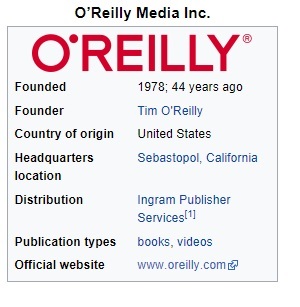 O'Reilly Media Inc.
O'REILLY®
Founded 1978; 44 years ago
Founder Tim O'Reilly
Country of origin United States
Headquarters Sebastopol, California
location
Distribution Ingram Publisher
Services[1]
Publication types books, videos
Official website www.oreilly.com